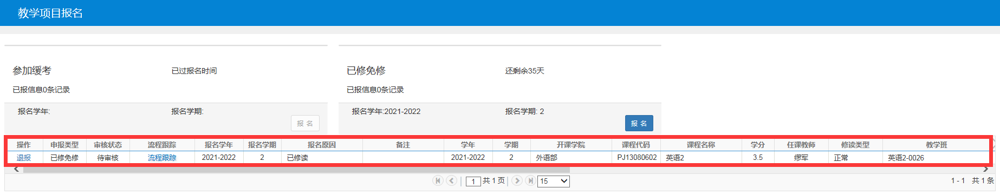 教学项目报名
参加缓考 已过报名时间 已修免修 还剩余35天
已报信息0条记录 已报信息0条记录
报名学年: 报名学期: 报名学年:2021-2022 报名学期: 2
报 名 报 名
操作 申报类型 审核状态 流程跟踪 报名学年 报名学期 报名原因 备注 学年 学期 开课学院 课程代码 课程名称 学分 任课教师 修读类型 教学班
退报 已修免修 待审核 流程跟踪 2021-2022 2 已修读 2021-2022 2 外语部 PJ13080602 英语2 3.5 缪军 正常 英语2-0026
1 共 1 页 15 1 - 1 共 1 条